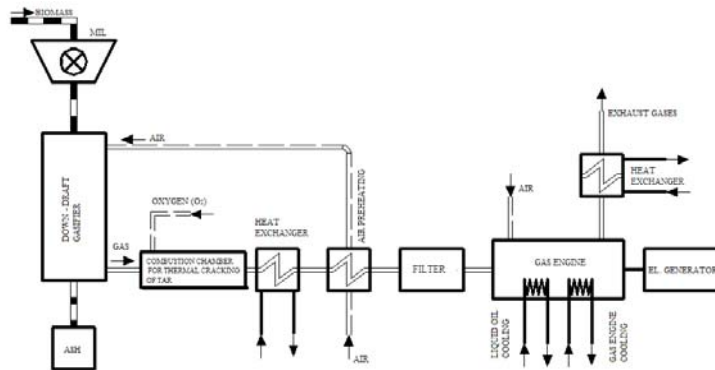 BIOMASS
MIL
EXHAUST GASES
AIR
HEAT
EXCHANGER
DOWN - DRAFT
GASIFIER
OXYGEN (O₂)
AIR PREHEATING
AIR
HEAT
EXCHANGER
GAS
COMBUSTION CHAMBER
FOR THERMAL CRACKING
OF TAR
FILTER
GAS ENGINE
EL. GENERATOR
LIQUID OIL
COOLING
GAS ENGINE
COOLING
ASH
AIR